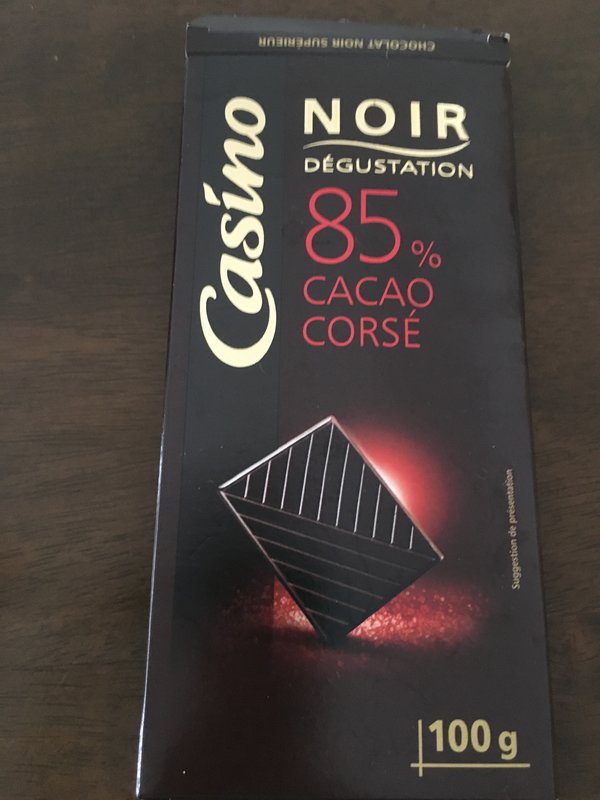 CHOCOLAT NOIR SUPÉRIEUR
Casino
NOIR
DÉGUSTATION
85%
CACAO
CORSÉ
Suggestion de présentation
100 g